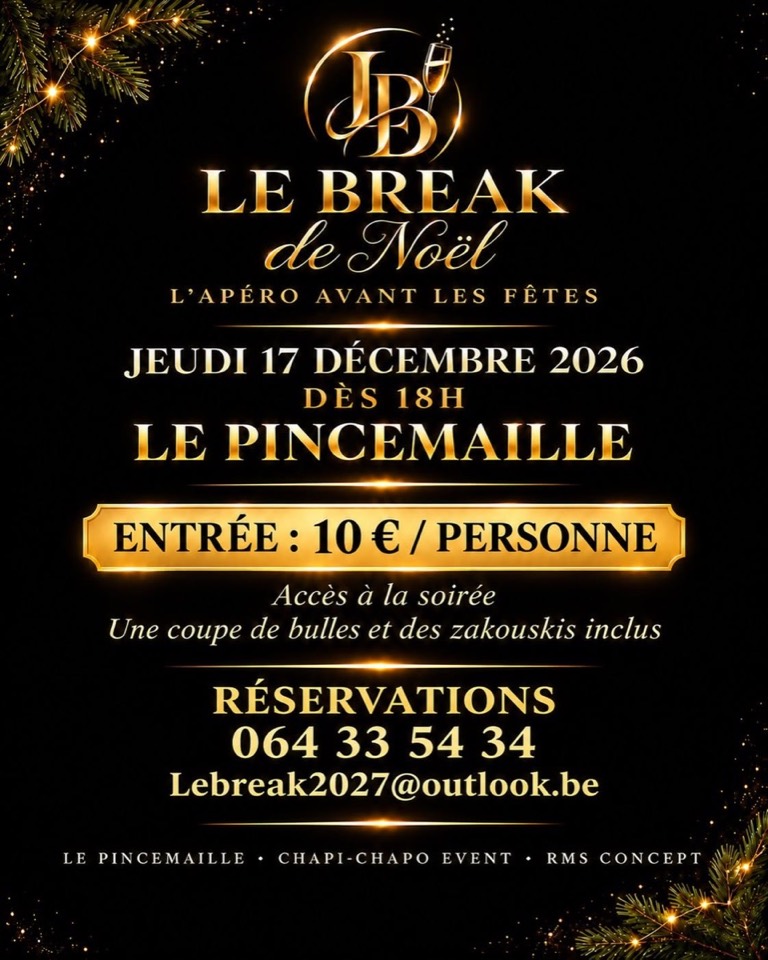 LB
LE BREAK
de Noël
L'APÉRO AVANT LES FÊTES
JEUDI 17 DÉCEMBRE 2026
DÈS 18H
LE PINCEMAILLE
ENTRÉE : 10 € / PERSONNE
Accès à la soirée
Une coupe de bulles et des zakouskis inclus
RÉSERVATIONS
064 33 54 34
Lebreak2027@outlook.be
LE PINCEMAILLE • CHAPI-CHAPO EVENT • RMS CONCEPT